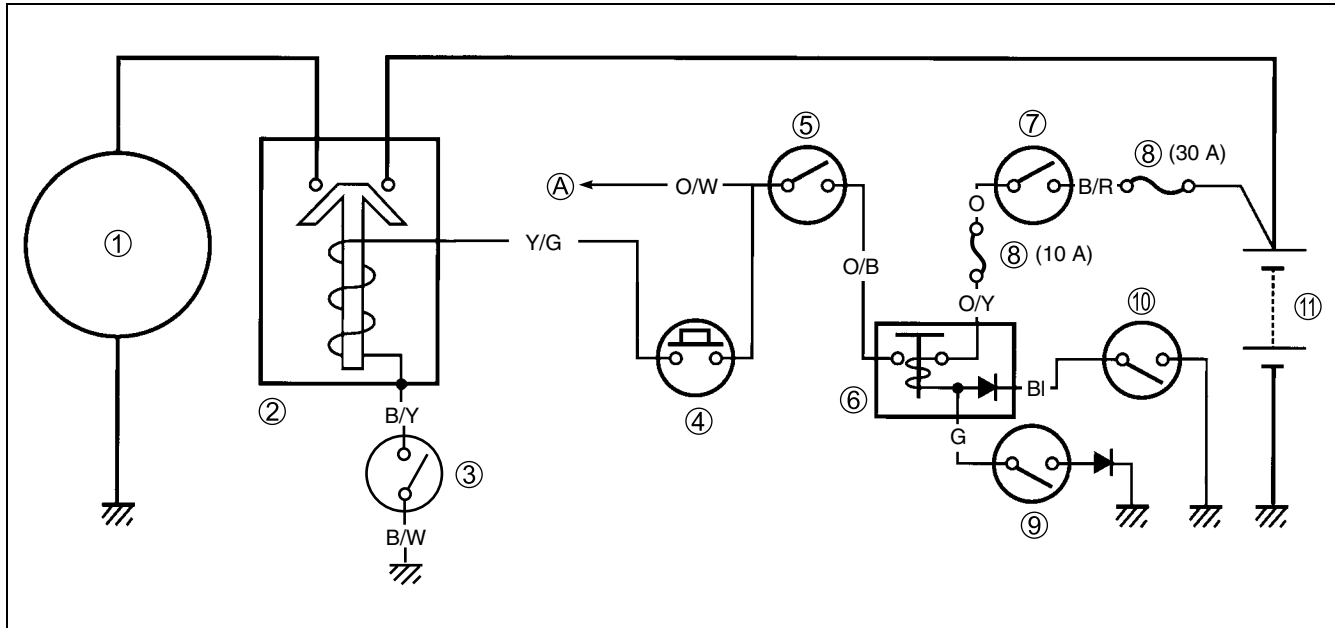 ⑤
⑦
⑧ (30 A)
Ⓐ
O/W
B/R
O
①
Y/G
O/B
⑧ (10 A)
O/Y
⑩
⑪
②
B/Y
④
⑥
Bl
G
③
⑨
B/W